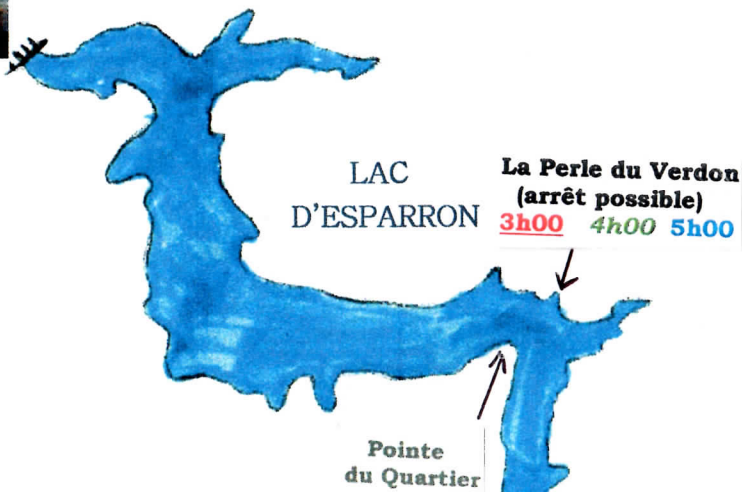 LAC
D'ESPARRON
La Perle du Verdon
(arrêt possible)
3h00 4h00 5h00
Pointe
du Quartier